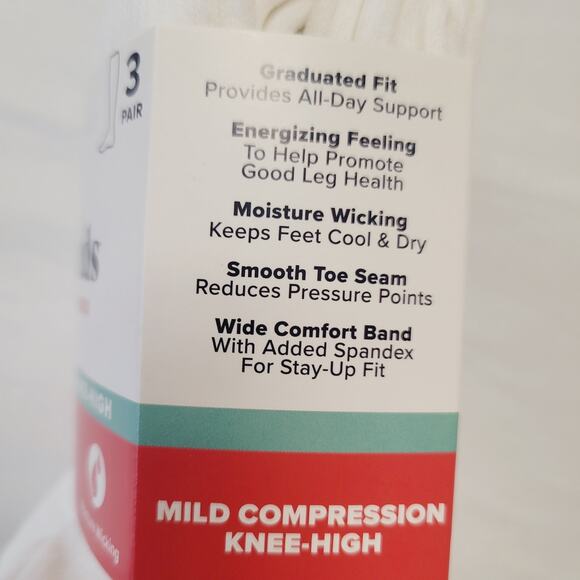 3
PAIR
Graduated Fit
Provides All-Day Support
Energizing Feeling
To Help Promote
Good Leg Health
Moisture Wicking
Keeps Feet Cool & Dry
Smooth Toe Seam
Reduces Pressure Points
Wide Comfort Band
With Added Spandex
For Stay-Up Fit
MILD COMPRESSION
KNEE-HIGH